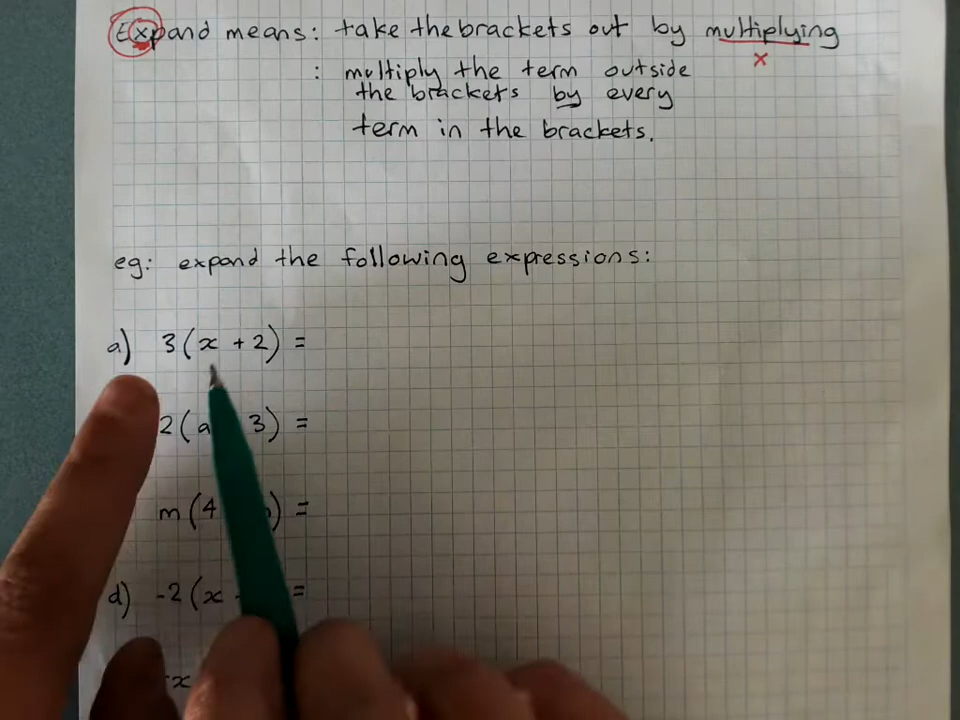 Expand means: take the brackets out by multiplying
x
: multiply the term outside
the brackets by every
term in the brackets.
eg: expand the following expressions:
a) 3(x + 2) =
2(a 3) =
m(4 ) =
d) -2(x =
x